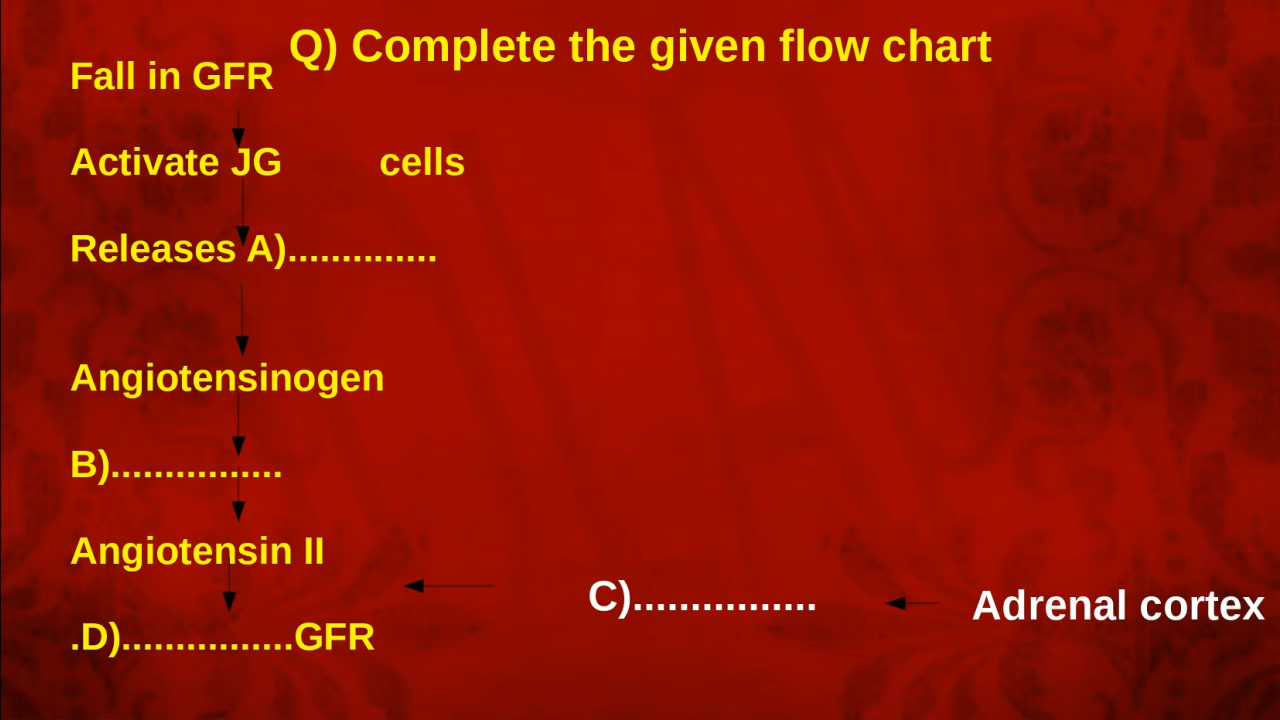 Q) Complete the given flow chart
Fall in GFR
Activate JG cells
Releases A)..............
Angiotensinogen
B)................
Angiotensin II
C)................
Adrenal cortex
.D)................GFR